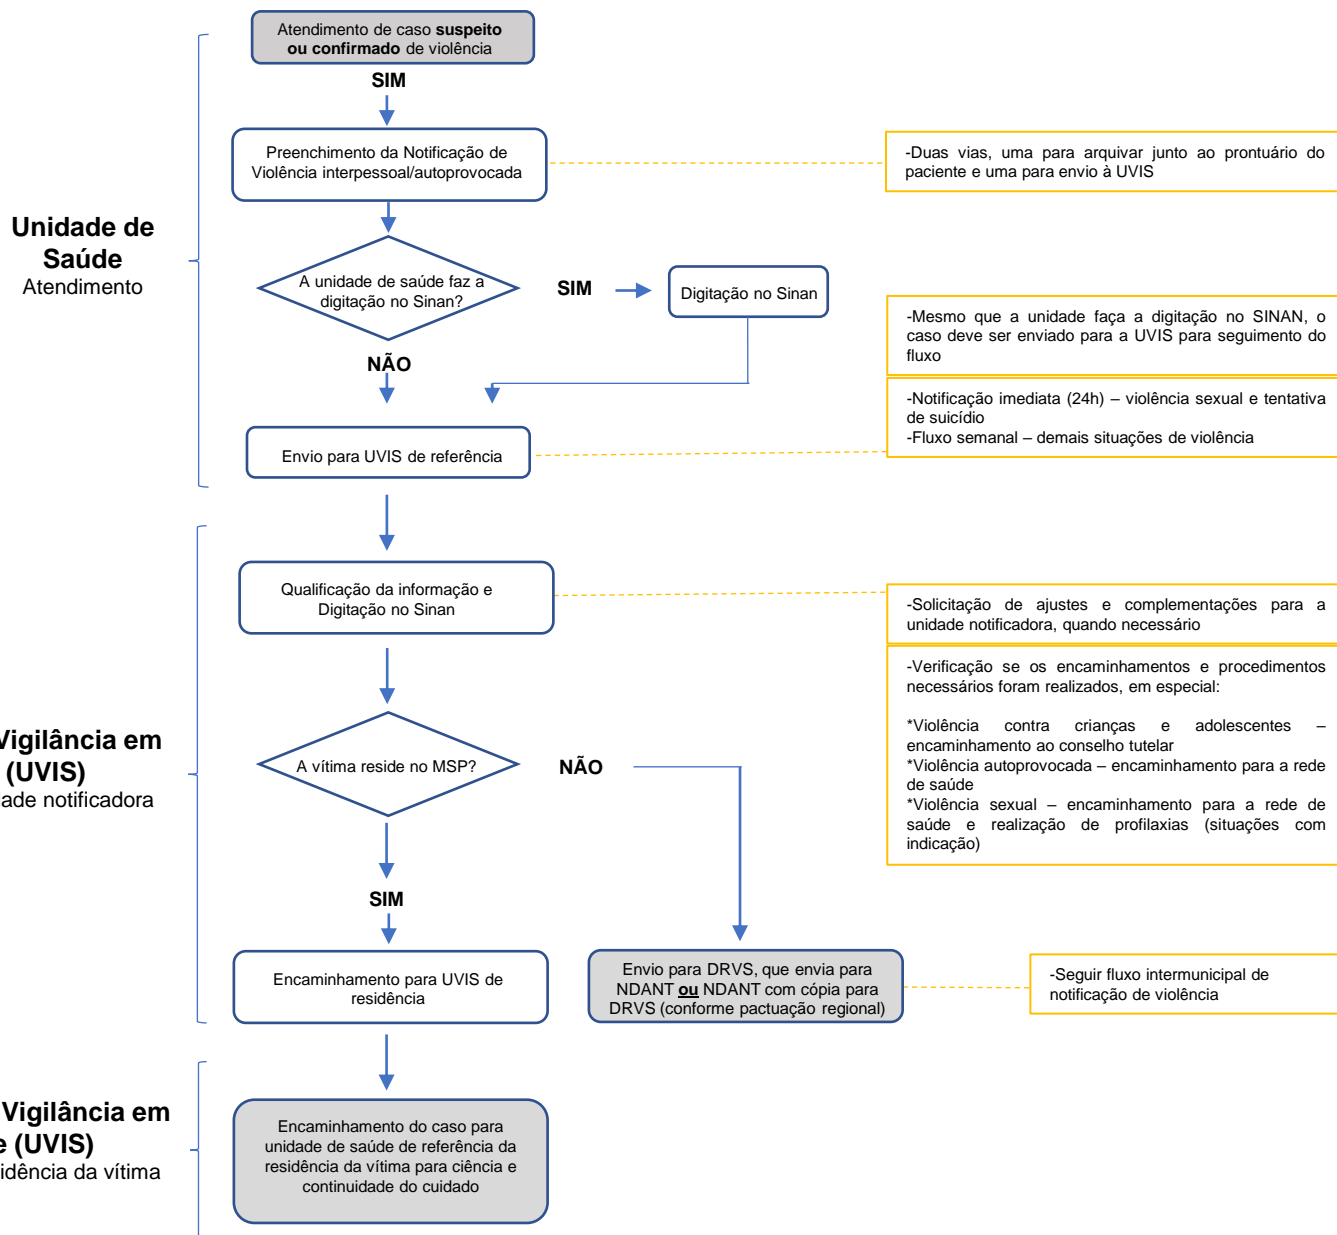 Atendimento de caso suspeito
ou confirmado de violência
SIM
Preenchimento da Notificação de
Violência interpessoal/autoprovocada
-Duas vias, uma para arquivar junto ao prontuário do
paciente e uma para envio à UVIS
Unidade de
Saúde
Atendimento
A unidade de saúde faz a
digitação no Sinan?
SIM
Digitação no Sinan
-Mesmo que a unidade faça a digitação no SINAN, o
caso deve ser enviado para a UVIS para seguimento do
fluxo
NÃO
-Notificação imediata (24h) – violência sexual e tentativa
de suicídio
-Fluxo semanal – demais situações de violência
Envio para UVIS de referência
Qualificação da informação e
Digitação no Sinan
-Solicitação de ajustes e complementações para a
unidade notificadora, quando necessário
-Verificação se os encaminhamentos e procedimentos
necessários foram realizados, em especial:
*Violência contra crianças e adolescentes –
encaminhamento ao conselho tutelar
*Violência autoprovocada – encaminhamento para a rede
de saúde
*Violência sexual – encaminhamento para a rede de
saúde e realização de profilaxias (situações com
indicação)
Vigilância em
(UVIS)
dade notificadora
A vítima reside no MSP?
NÃO
SIM
Encaminhamento para UVIS de
residência
Envio para DRVS, que envia para
NDANT ou NDANT com cópia para
DRVS (conforme pactuação regional)
-Seguir fluxo intermunicipal de
notificação de violência
Vigilância em
e (UVIS)
idência da vítima
Encaminhamento do caso para
unidade de saúde de referência da
residência da vítima para ciência e
continuidade do cuidado